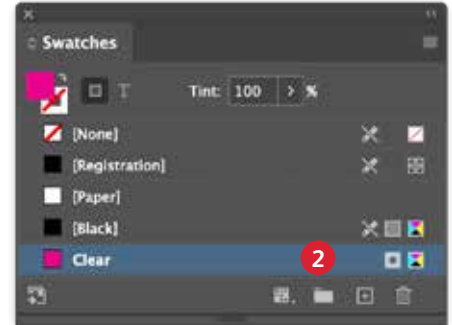 Swatches
T Tint: 100 > %
[None]
[Registration]
[Paper]
[Black]
Clear 2